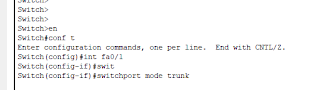 Switch>
Switch>
Switch>
Switch>en
Switch#conf t
Enter configuration commands, one per line.  End with CNTL/Z.
Switch(config)#int fa0/1
Switch(config-if)#swit
Switch(config-if)#switchport mode trunk